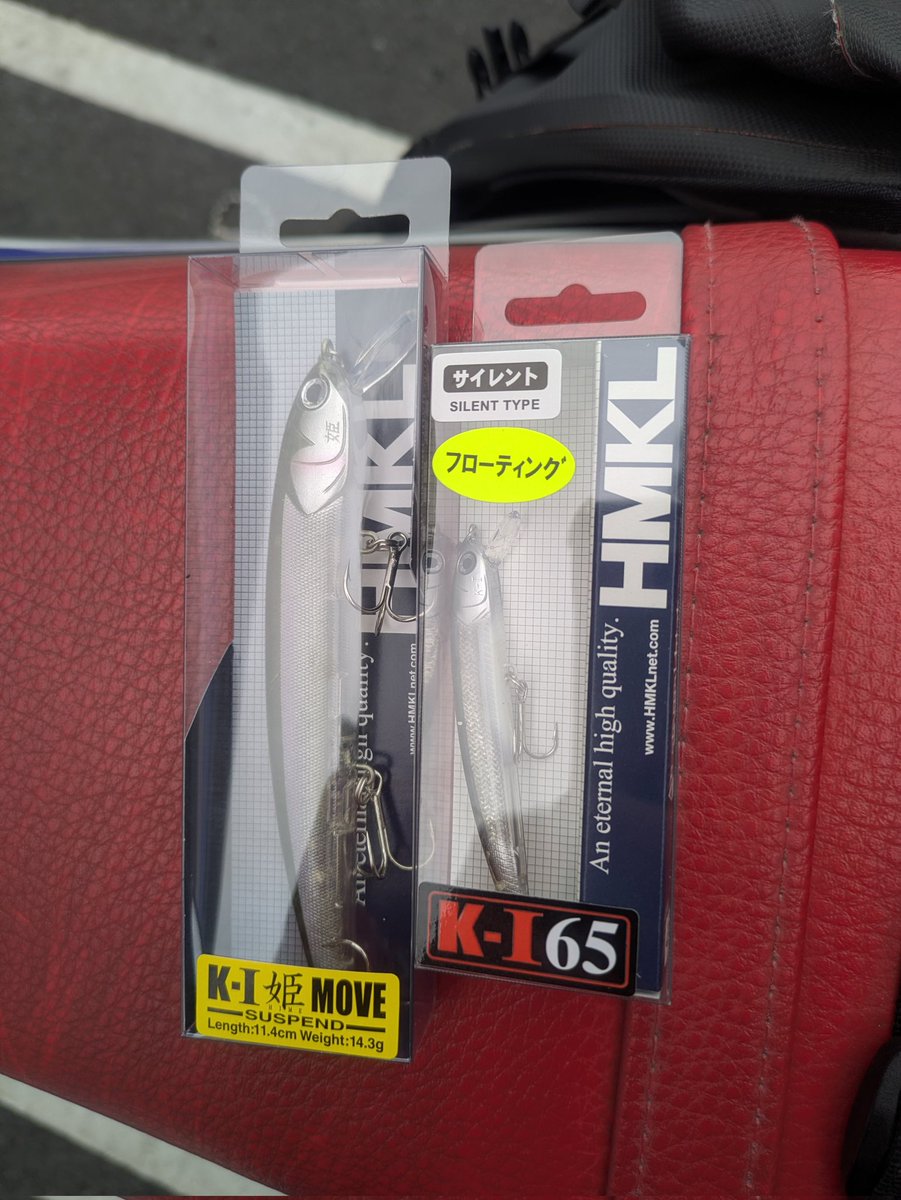 姫
HMKL
An eternal high quality.
www.HMKLnet.com
K-I 姫 MOVE
HIME
SUSPEND
Length:11.4cm Weight:14.3g
サイレント
SILENT TYPE
フローティング
K-I
HMKL
An eternal high quality.
www.HMKLnet.com
K-I 65